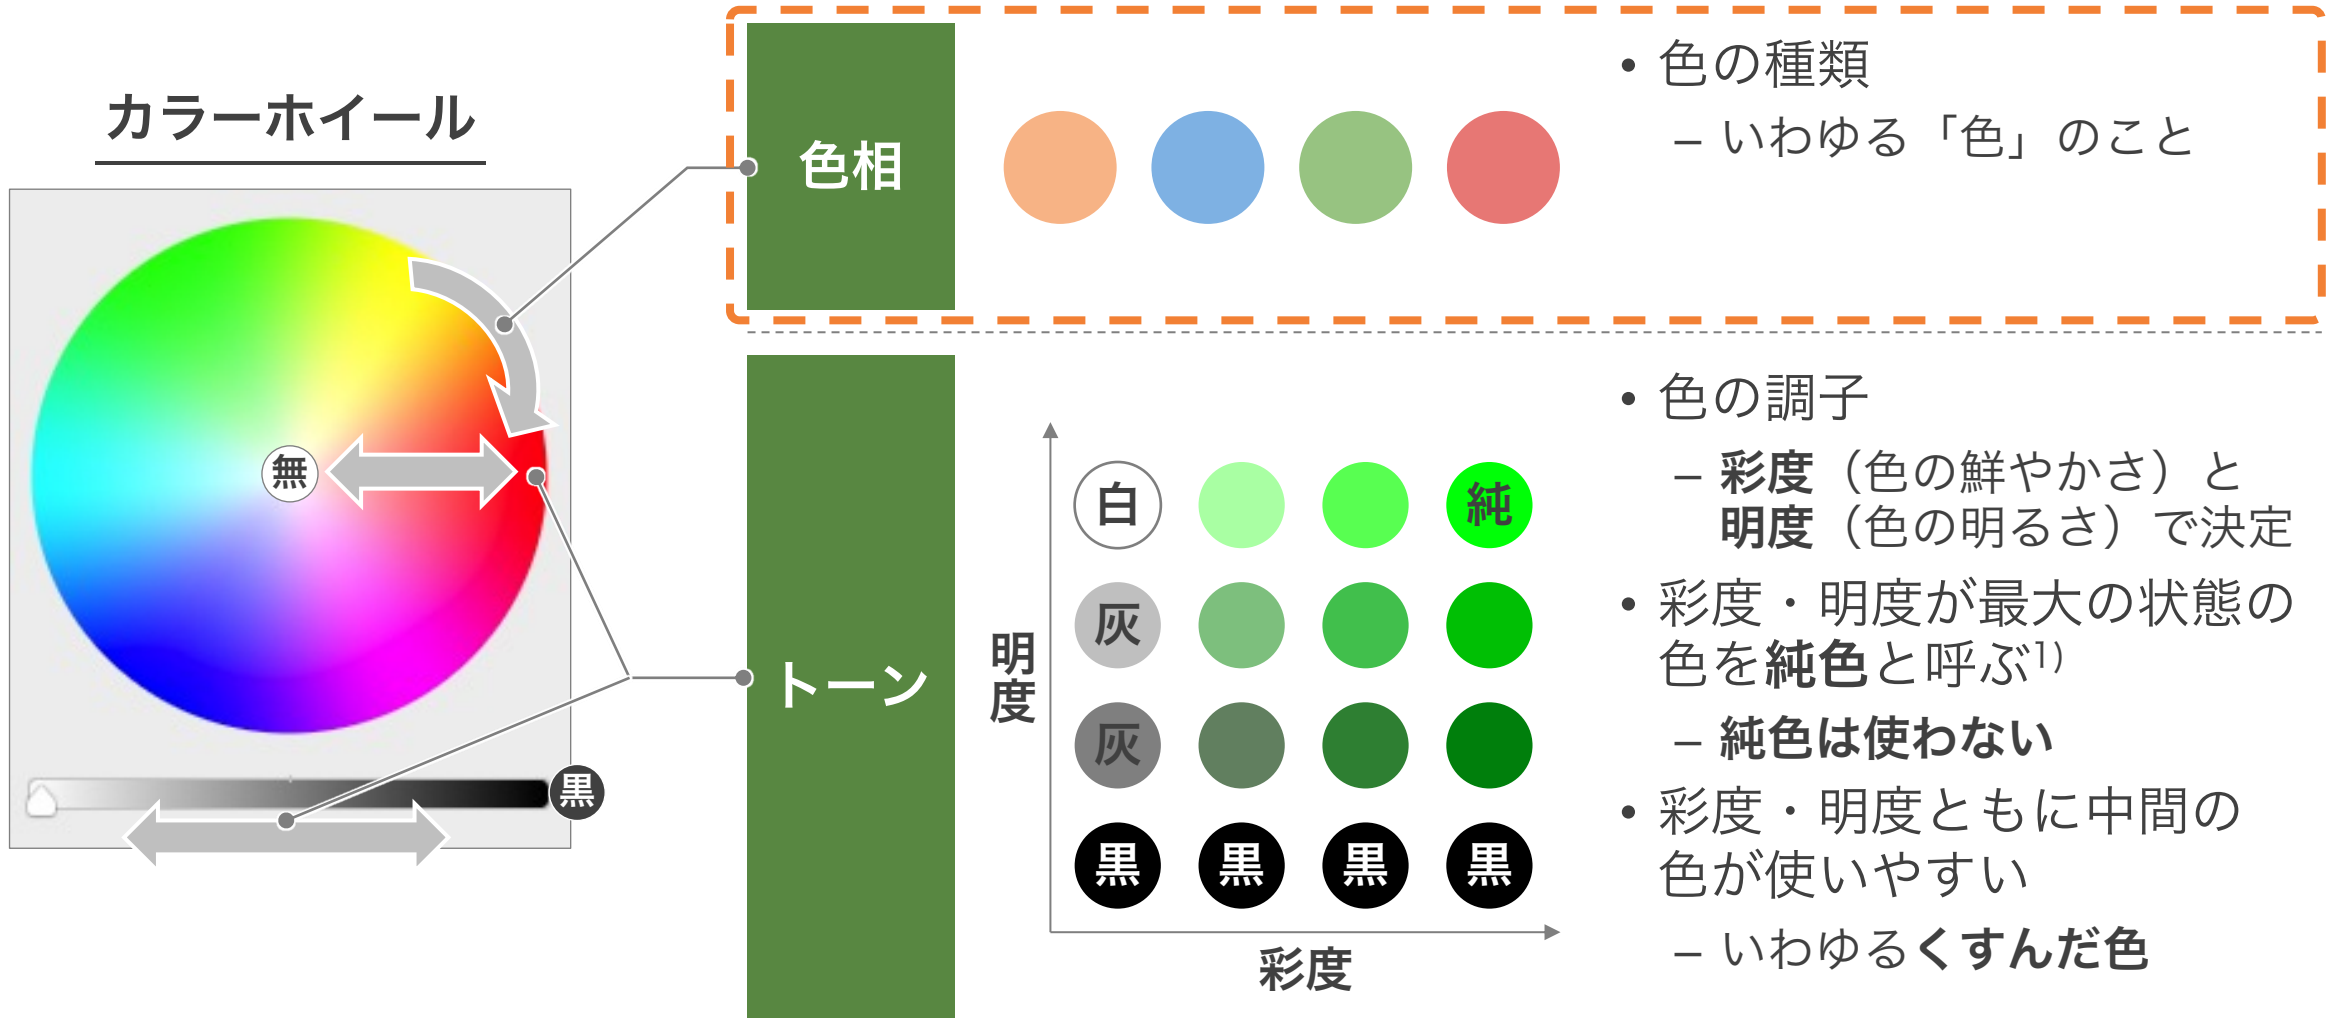 カラーホイール
無
黒
色相
• 色の種類
– いわゆる「色」のこと
トーン
明度
白
純
灰
灰
黒
黒
黒
黒
彩度
• 色の調子
– 彩度（色の鮮やかさ）と
明度（色の明るさ）で決定
• 彩度・明度が最大の状態の
色を純色と呼ぶ1)
– 純色は使わない
• 彩度・明度ともに中間の
色が使いやすい
– いわゆるくすんだ色